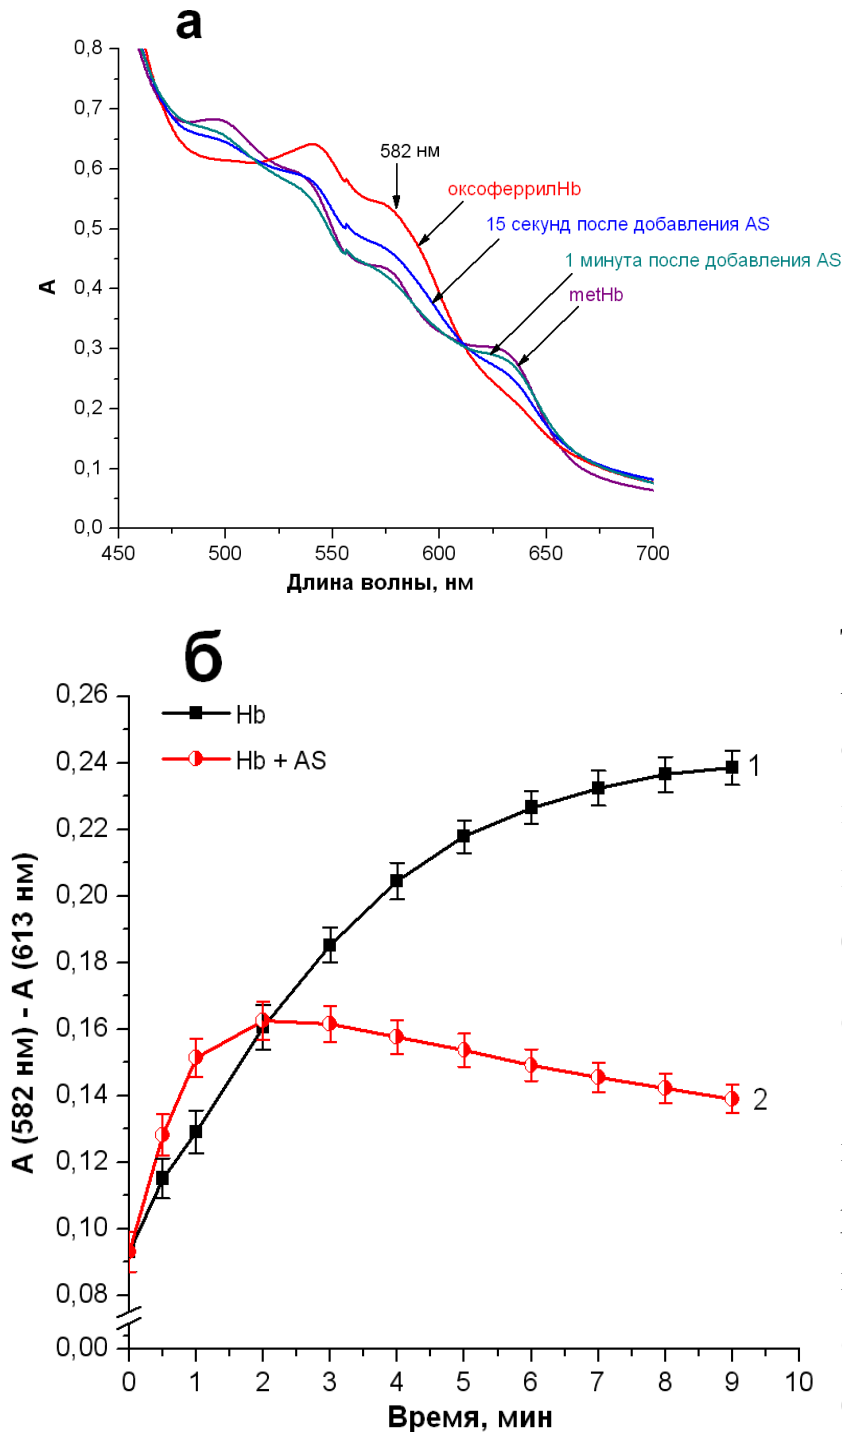 а
0,8
0,7
0,6
0,5
0,4
0,3
0,2
0,1
0,0
А
582 нм
оксоферрилHb
15 секунд после добавления AS
1 минута после добавления AS
metHb
450 500 550 600 650 700
Длина волны, нм
б
0,26
0,24
0,22
0,20
0,18
0,16
0,14
0,12
0,10
0,08
0,00
А (582 нм) - А (613 нм)
Hb
Hb + AS
1
2
0 1 2 3 4 5 6 7 8 9 10
Время, мин